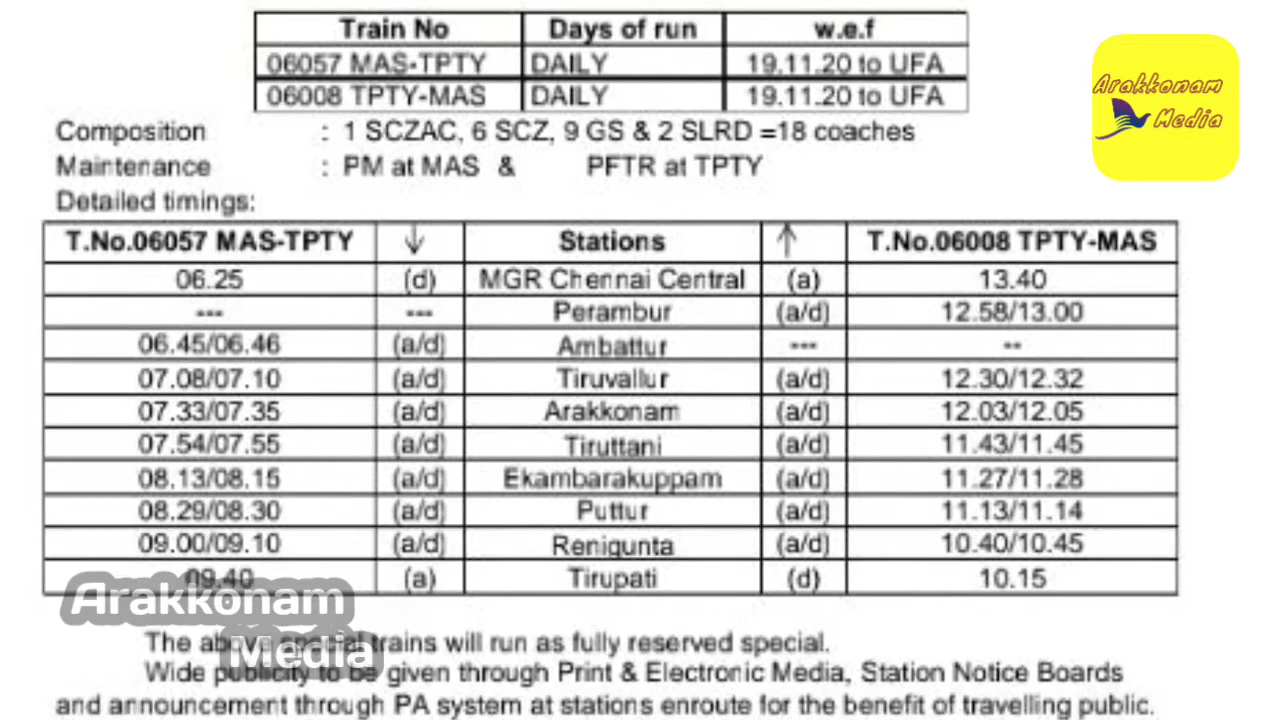 Train No Days of run w.e.f
06057 MAS-TPTY DAILY 19.11.20 to UFA
06008 TPTY-MAS DAILY 19.11.20 to UFA
Arakkonam
Media
Composition : 1 SCZAC, 6 SCZ, 9 GS & 2 SLRD =18 coaches
Maintenance : PM at MAS & PFTR at TPTY
Detailed timings:
T.No.06057 MAS-TPTY ↓ Stations ↑ T.No.06008 TPTY-MAS
06.25 (d) MGR Chennai Central (a) 13.40
--- --- Perambur (a/d) 12.58/13.00
06.45/06.46 (a/d) Ambattur --- --
07.08/07.10 (a/d) Tiruvallur (a/d) 12.30/12.32
07.33/07.35 (a/d) Arakkonam (a/d) 12.03/12.05
07.54/07.55 (a/d) Tiruttani (a/d) 11.43/11.45
08.13/08.15 (a/d) Ekambarakuppam (a/d) 11.27/11.28
08.29/08.30 (a/d) Puttur (a/d) 11.13/11.14
09.00/09.10 (a/d) Renigunta (a/d) 10.40/10.45
09.40 (a) Tirupati (d) 10.15
Arakkonam
Media
The above special trains will run as fully reserved special.
Wide publicity to be given through Print & Electronic Media, Station Notice Boards
and announcement through PA system at stations enroute for the benefit of travelling public.